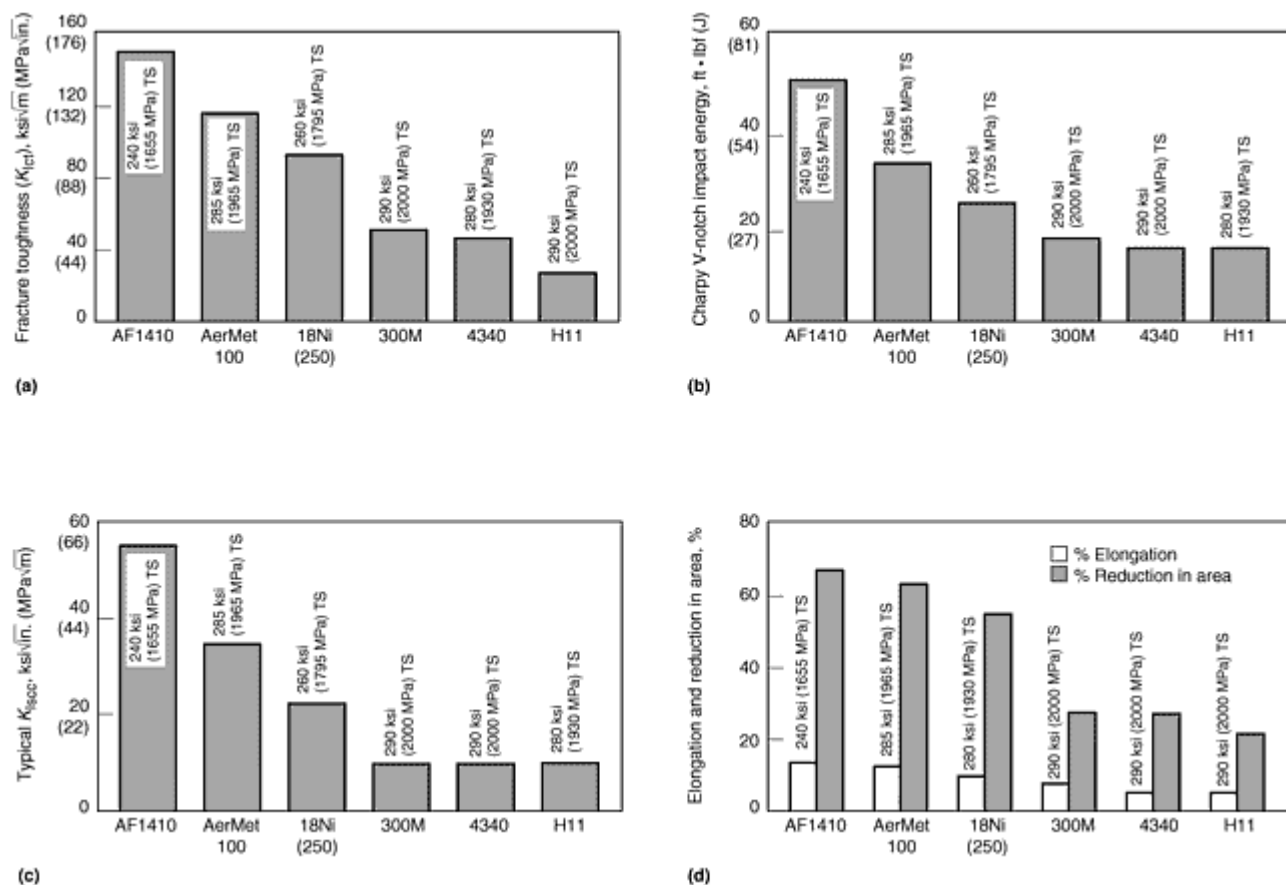 Fracture toughness (K_Ict), ksi√m (MPa√in.)
160
(176)
120
(132)
80
(88)
40
(44)
0
240 ksi
(1655 MPa) TS
285 ksi
(1965 MPa) TS
260 ksi
(1795 MPa) TS
290 ksi
(2000 MPa) TS
280 ksi
(1930 MPa) TS
290 ksi
(2000 MPa) TS
AF1410
AerMet
100
18Ni
(250)
300M
4340
H11
(a)
Charpy V-notch impact energy, ft • lbf (J)
60
(81)
40
(54)
20
(27)
0
240 ksi
(1655 MPa) TS
285 ksi
(1965 MPa) TS
260 ksi
(1795 MPa) TS
290 ksi
(2000 MPa) TS
290 ksi
(2000 MPa) TS
280 ksi
(1930 MPa) TS
AF1410
AerMet
100
18Ni
(250)
300M
4340
H11
(b)
Typical K_Iscc, ksi√in. (MPa√m)
60
(66)
40
(44)
20
(22)
0
240 ksi
(1655 MPa) TS
285 ksi
(1965 MPa) TS
260 ksi
(1795 MPa) TS
290 ksi
(2000 MPa) TS
290 ksi
(2000 MPa) TS
280 ksi
(1930 MPa) TS
AF1410
AerMet
100
18Ni
(250)
300M
4340
H11
(c)
Elongation and reduction in area. %
80
60
40
20
0
% Elongation
% Reduction in area
240 ksi (1655 MPa) TS
285 ksi (1965 MPa) TS
280 ksi (1930 MPa) TS
290 ksi (2000 MPa) TS
290 ksi (2000 MPa) TS
290 ksi (2000 MPa) TS
AF1410
AerMet
100
18Ni
(250)
300M
4340
H11
(d)